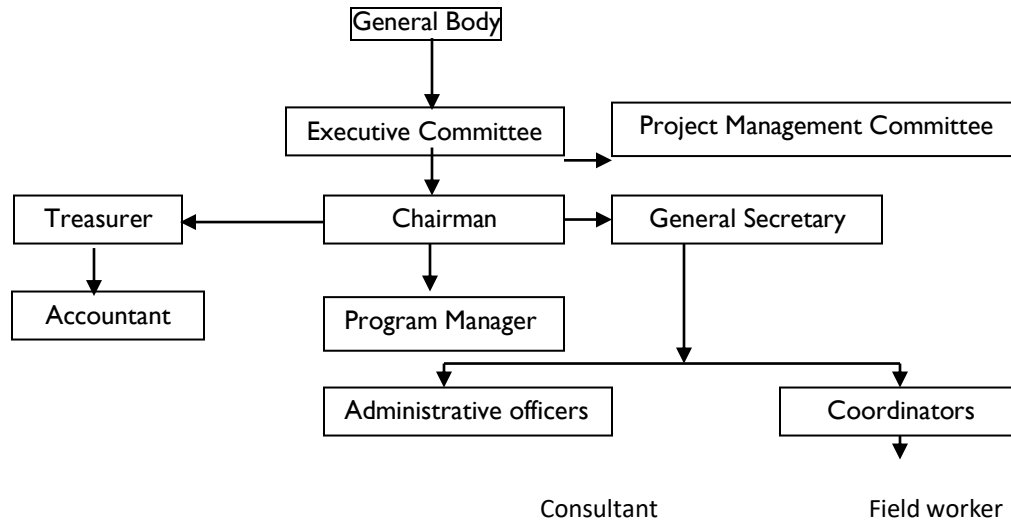 General Body
Executive Committee
Project Management Committee
Treasurer
Chairman
General Secretary
Accountant
Program Manager
Administrative officers
Coordinators
Consultant
Field worker